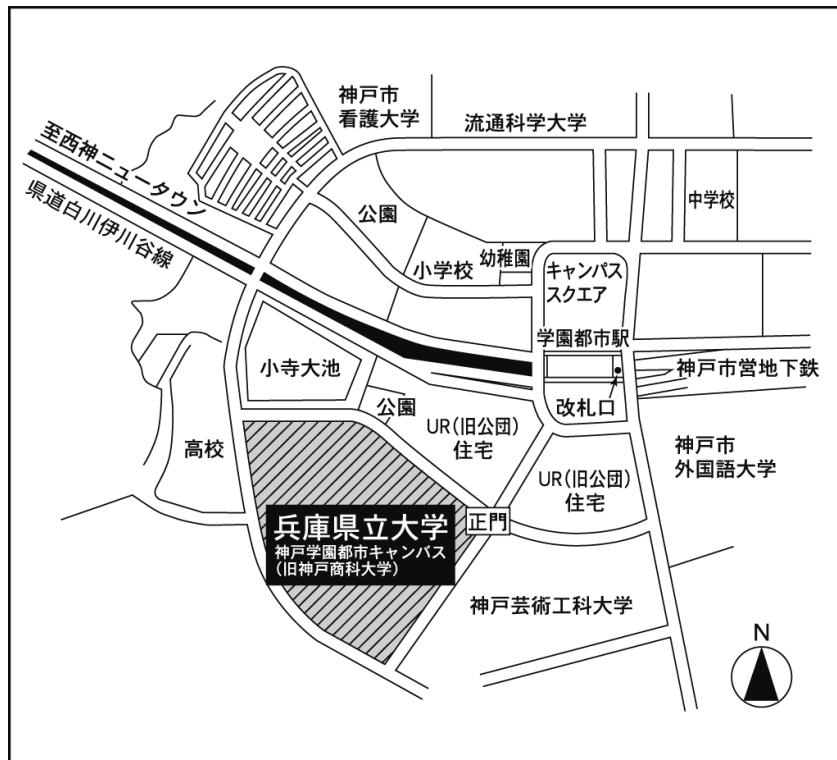 神戸市
看護大学
流通科学大学
至西神ニュータウン
県道白川伊川谷線
公園
中学校
小学校
幼稚園
キャンパス
スクエア
学園都市駅
神戸市営地下鉄
改札口
小寺大池
公園
UR(旧公団)
住宅
高校
神戸市
外国語大学
UR(旧公団)
住宅
正門
兵庫県立大学
神戸学園都市キャンパス
(旧神戸商科大学)
神戸芸術工科大学
N